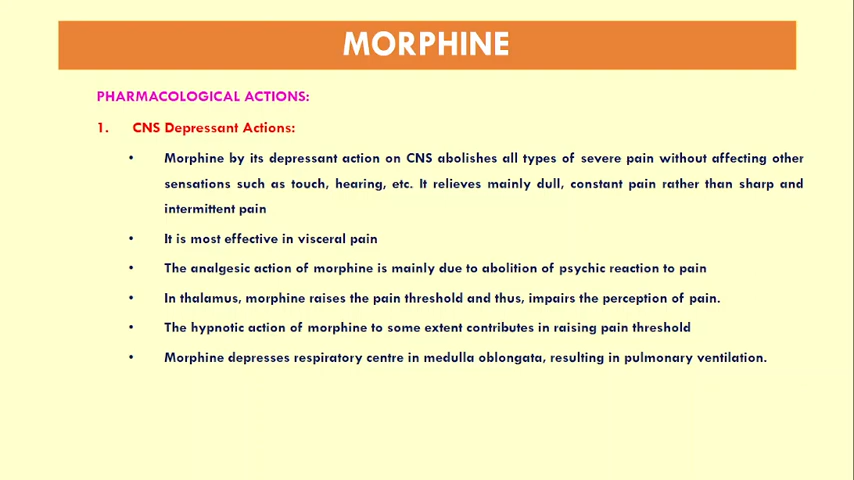 MORPHINE
PHARMACOLOGICAL ACTIONS:
1. CNS Depressant Actions:
• Morphine by its depressant action on CNS abolishes all types of severe pain without affecting other
sensations such as touch, hearing, etc. It relieves mainly dull, constant pain rather than sharp and
intermittent pain
• It is most effective in visceral pain
• The analgesic action of morphine is mainly due to abolition of psychic reaction to pain
• In thalamus, morphine raises the pain threshold and thus, impairs the perception of pain.
• The hypnotic action of morphine to some extent contributes in raising pain threshold
• Morphine depresses respiratory centre in medulla oblongata, resulting in pulmonary ventilation.